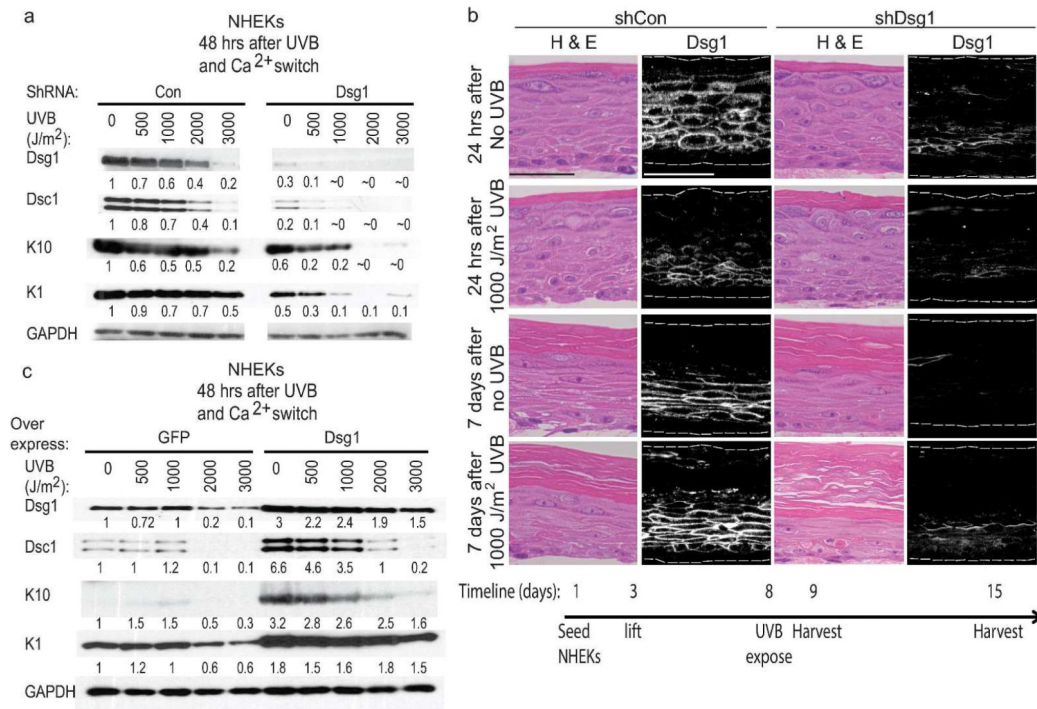 a
NHEKs
48 hrs after UVB
and Ca2+ switch
ShRNA: Con Dsg1
UVB (J/m2): 0 500 1000 2000 3000 0 500 1000 2000 3000
Dsg1
1 0.7 0.6 0.4 0.2 0.3 0.1 ~0 ~0 ~0
Dsc1
1 0.8 0.7 0.4 0.1 0.2 0.1 ~0 ~0 ~0
K10
1 0.6 0.5 0.5 0.2 0.6 0.2 0.2 ~0 ~0
K1
1 0.9 0.7 0.7 0.5 0.5 0.3 0.1 0.1 0.1
GAPDH
b
shCon shDsg1
H & E Dsg1 H & E Dsg1
24 hrs after
No UVB
24 hrs after
1000 J/m2 UVB
7 days after
no UVB
7 days after
1000 J/m2 UVB
Timeline (days): 1 3 8 9 15
Seed
NHEKs
lift
UVB
expose
Harvest
Harvest
c
NHEKs
48 hrs after UVB
and Ca2+ switch
Over
express: GFP Dsg1
UVB
(J/m2): 0 500 1000 2000 3000 0 500 1000 2000 3000
Dsg1
1 0.72 1 0.2 0.1 3 2.2 2.4 1.9 1.5
Dsc1
1 1 1.2 0.1 0.1 6.6 4.6 3.5 1 0.2
K10
1 1.5 1.5 0.5 0.3 3.2 2.8 2.6 2.5 1.6
K1
1 1.2 1 0.6 0.6 1.8 1.5 1.6 1.8 1.5
GAPDH